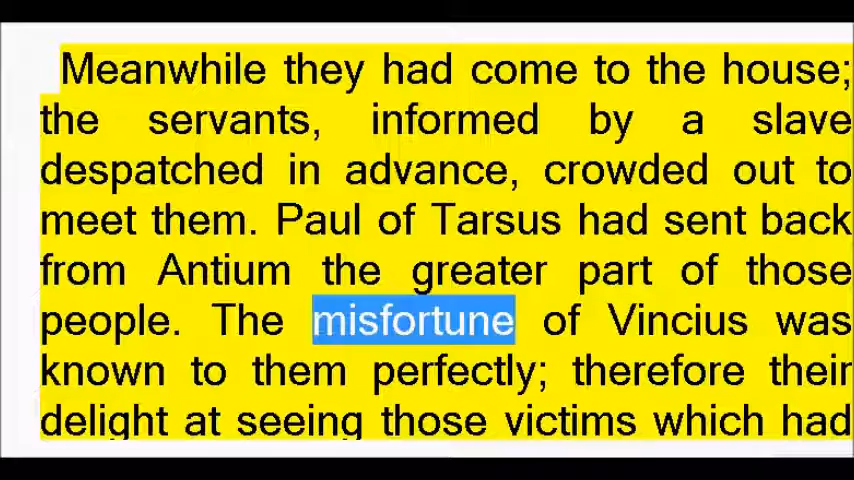 Meanwhile they had come to the house;
the servants, informed by a slave
despatched in advance, crowded out to
meet them. Paul of Tarsus had sent back
from Antium the greater part of those
people. The misfortune of Vincius was
known to them perfectly; therefore their
delight at seeing those victims which had